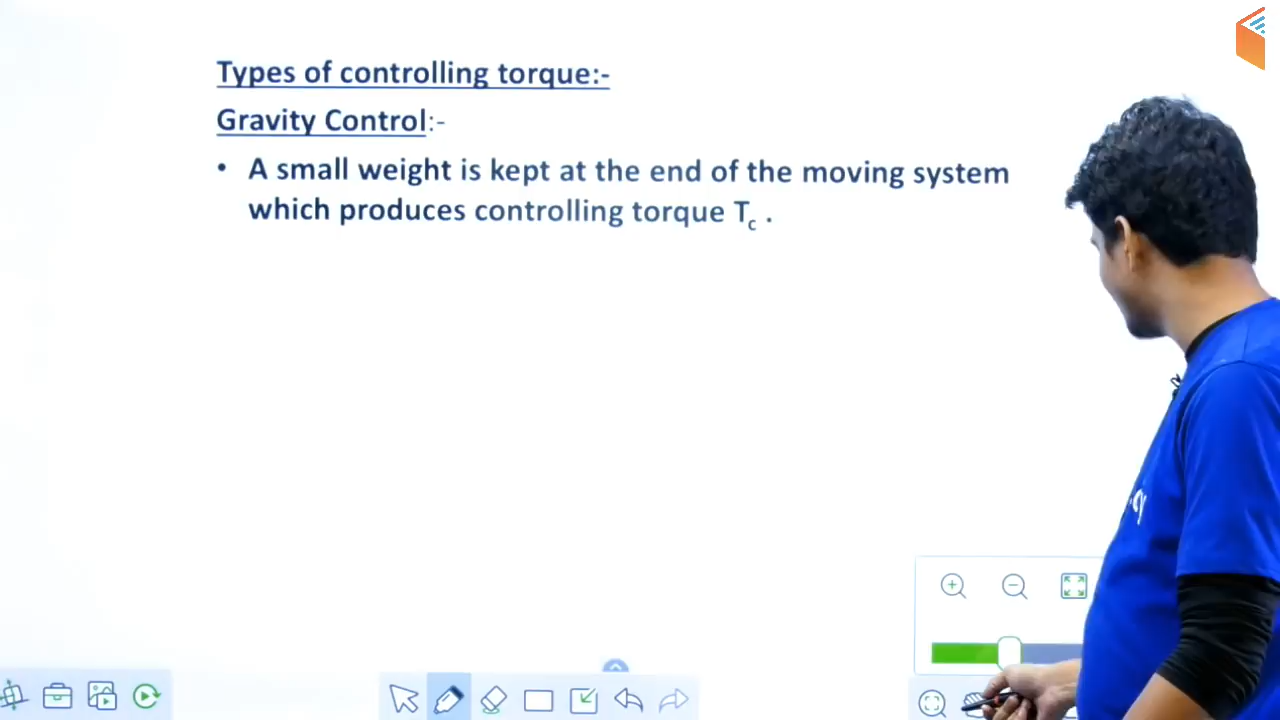 Types of controlling torque:-
Gravity Control:-
• A small weight is kept at the end of the moving system
which produces controlling torque Tc .